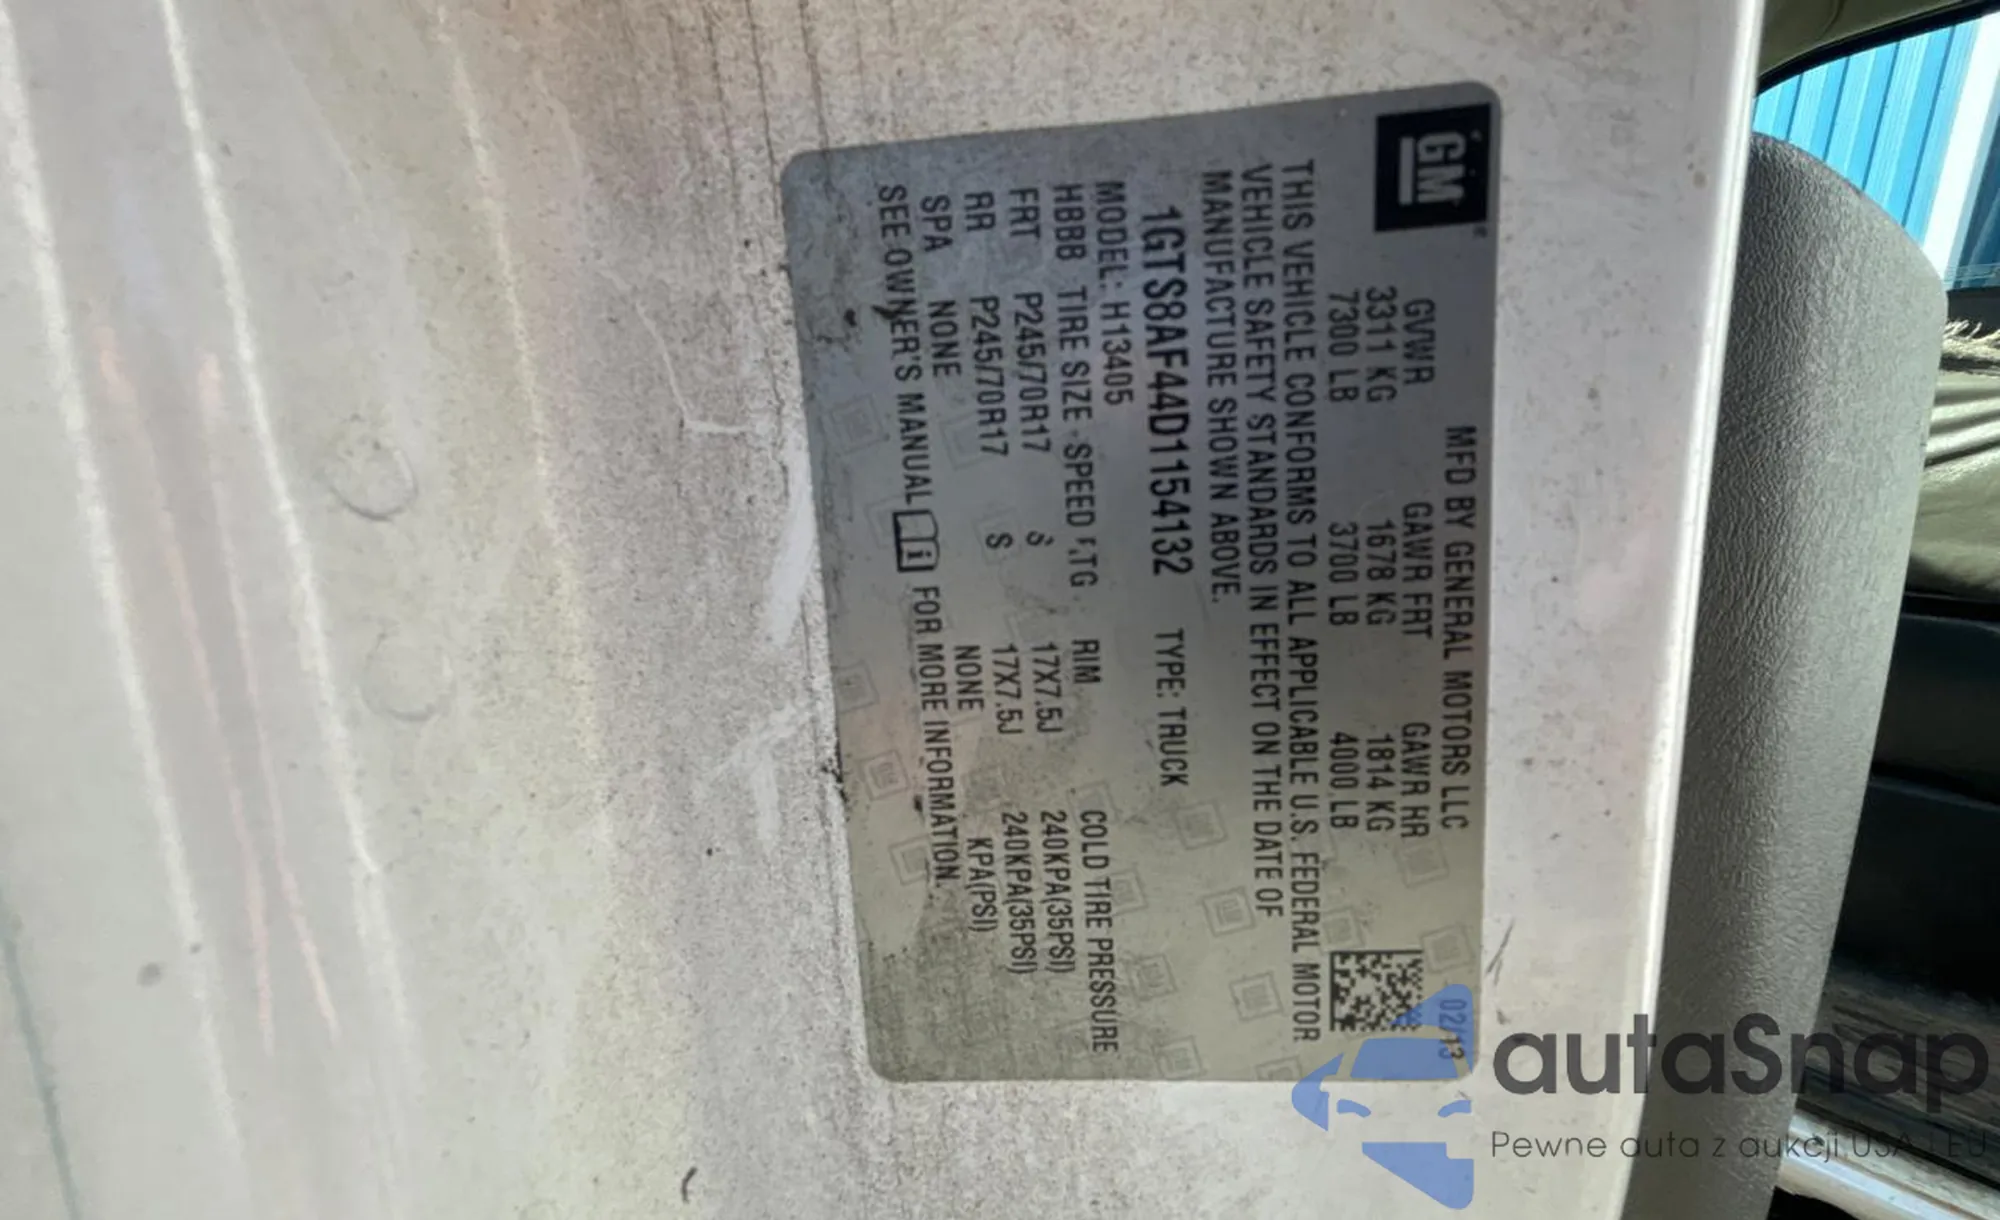 GM
MFD BY GENERAL MOTORS LLC 02/13
GVWR GAWR FRT GAWR RR
3311 KG 1678 KG 1814 KG
7300 LB 3700 LB 4000 LB
THIS VEHICLE CONFORMS TO ALL APPLICABLE U.S. FEDERAL MOTOR
VEHICLE SAFETY STANDARDS IN EFFECT ON THE DATE OF
MANUFACTURE SHOWN ABOVE.
1GTS8AF44D1154132 TYPE: TRUCK
MODEL: H13405
HBBB TIRE SIZE SPEED RTG RIM COLD TIRE PRESSURE
FRT P245/70R17 S 17X7.5J 240KPA(35PSI)
RR P245/70R17 S 17X7.5J 240KPA(35PSI)
SPA NONE NONE KPA(PSI)
SEE OWNER'S MANUAL i FOR MORE INFORMATION.
autaSnap
Pewne auta z aukcji USA i EU